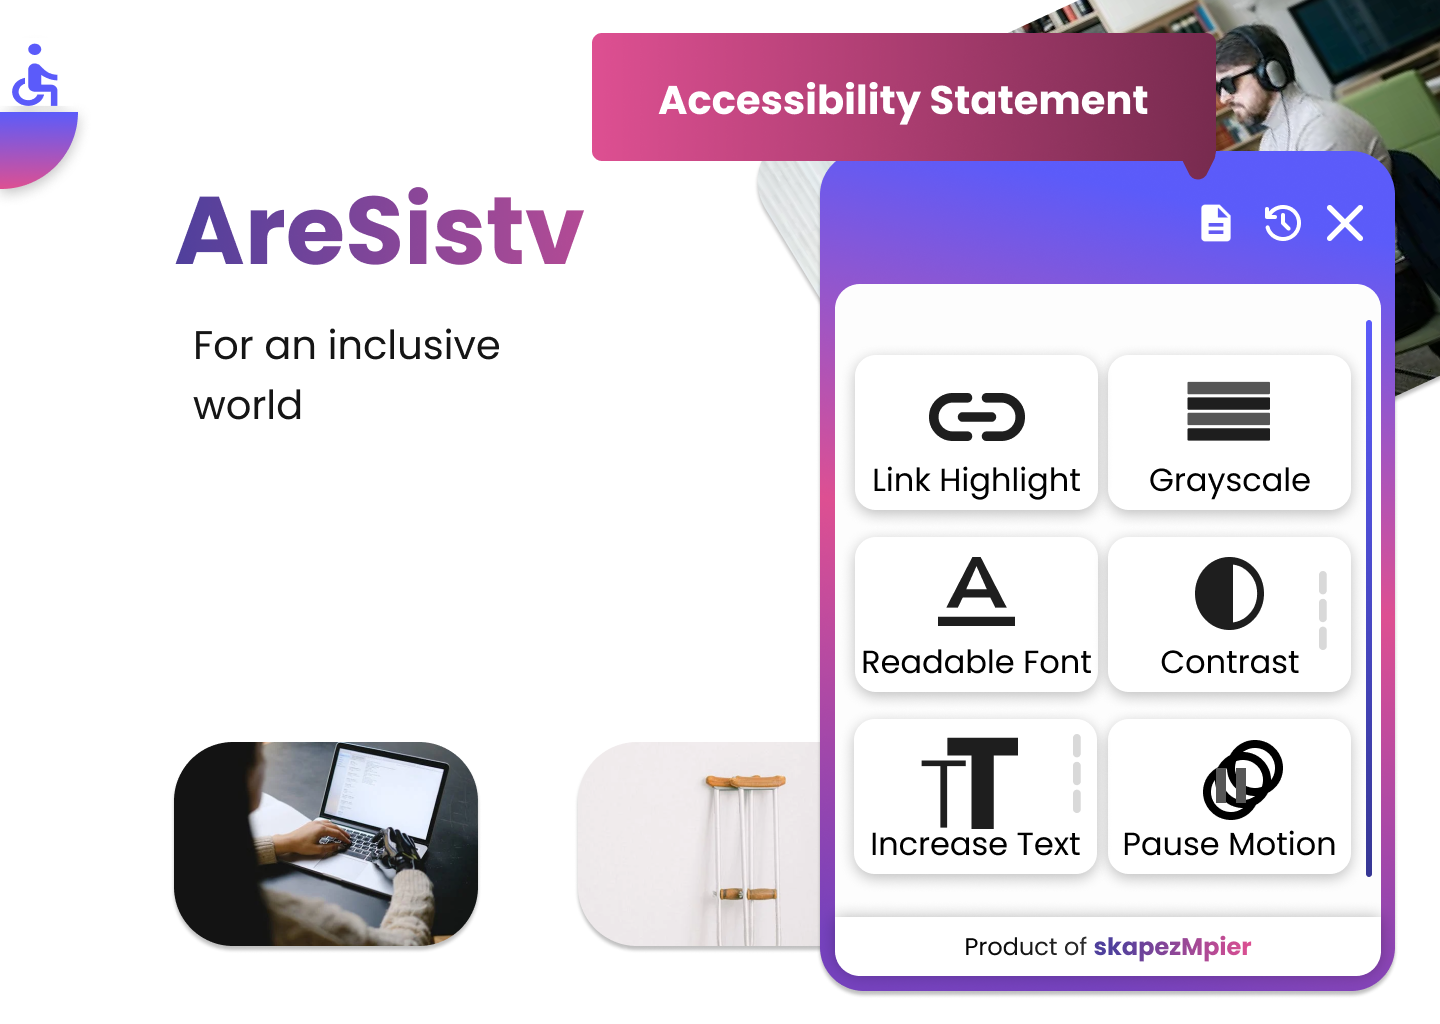 Accessibility Statement
AreSistv
For an inclusive
world
Link Highlight
Grayscale
Readable Font
Contrast
Increase Text
Pause Motion
Product of skapezMpier